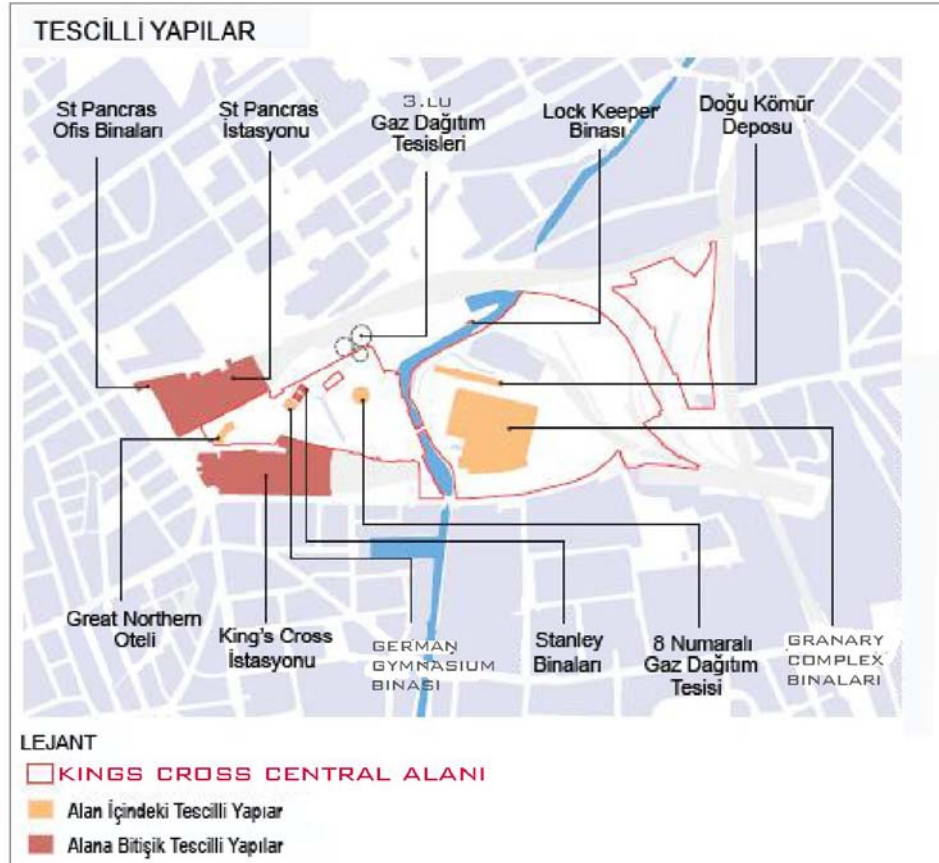 TESCİLLİ YAPILAR
St Pancras
Ofis Binaları
St Pancras
İstasyonu
3.LU
Gaz Dağıtım
Tesisleri
Lock Keeper
Binası
Doğu Kömür
Deposu
Great Northern
Oteli
King's Cross
İstasyonu
GERMAN
GYMNASIUM
BINASI
Stanley
Binaları
8 Numaralı
Gaz Dağıtım
Tesisi
GRANARY
COMPLEX
BINALARI
LEJANT
KINGS CROSS CENTRAL ALANI
Alan İçindeki Tescilli Yapıar
Alana Bitişik Tescilli Yapılar